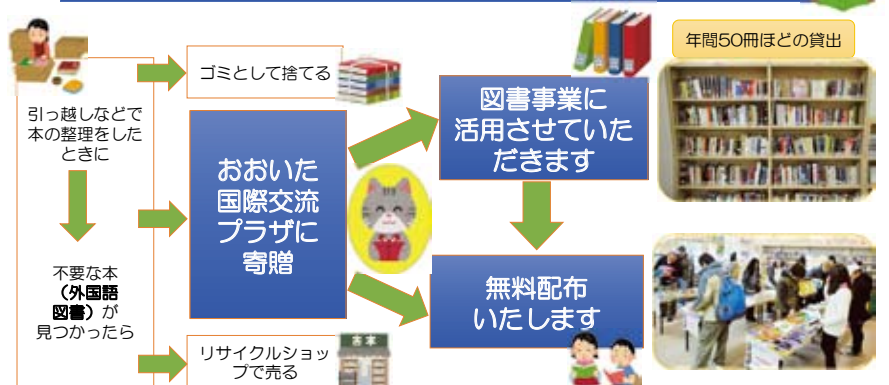 年間50冊ほどの貸出
ゴミとして捨てる
引っ越しなどで
本の整理をした
ときに
図書事業に
活用させていた
だきます
おおいた
国際交流
プラザに
寄贈
不要な本
（外国語
図書）が
見つかったら
無料配布
いたします
リサイクルショッ
プで売る
古本